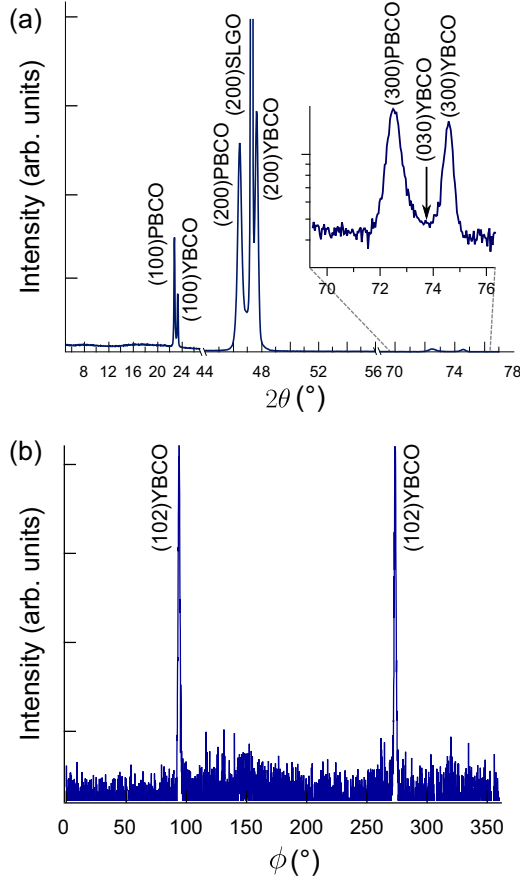 (a)
Intensity (arb. units)
(100)PBCO
(100)YBCO
(200)PBCO
(200)SLGO
(200)YBCO
(300)PBCO
(030)YBCO
(300)YBCO
70 72 74 76
8 12 16 20 24 44 48 52 56 70 74 78
2θ (°)
(b)
Intensity (arb. units)
(102)YBCO
(102)YBCO
0 50 100 150 200 250 300 350
ϕ (°)